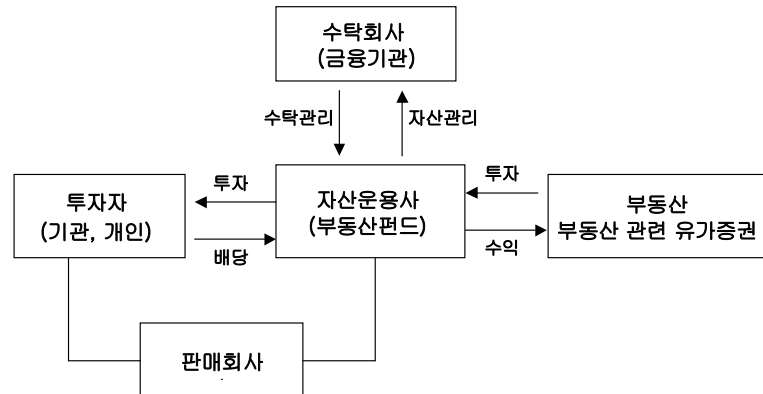 수탁회사
(금융기관)
수탁관리
자산관리
투자자
(기관, 개인)
투자
배당
자산운용사
(부동산펀드)
투자
수익
부동산
부동산 관련 유가증권
판매회사